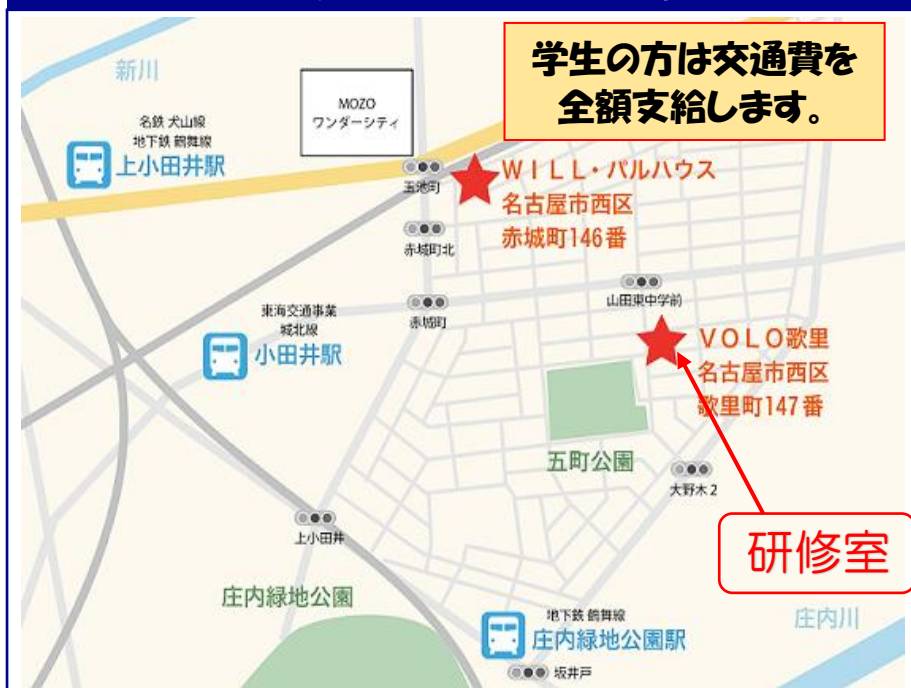 学生の方は交通費を
全額支給します。
新川
MOZO
ワンダーシティ
名鉄 犬山線
地下鉄 鶴舞線
上小田井駅
玉池町
WILL・パルハウス
名古屋市西区
赤城町146番
赤城町北
山田東中学前
赤城町
東海交通事業
城北線
小田井駅
VOLO歌里
名古屋市西区
歌里町147番
五町公園
大野木2
上小田井
研修室
庄内緑地公園
庄内川
地下鉄 鶴舞線
庄内緑地公園駅
坂井戸